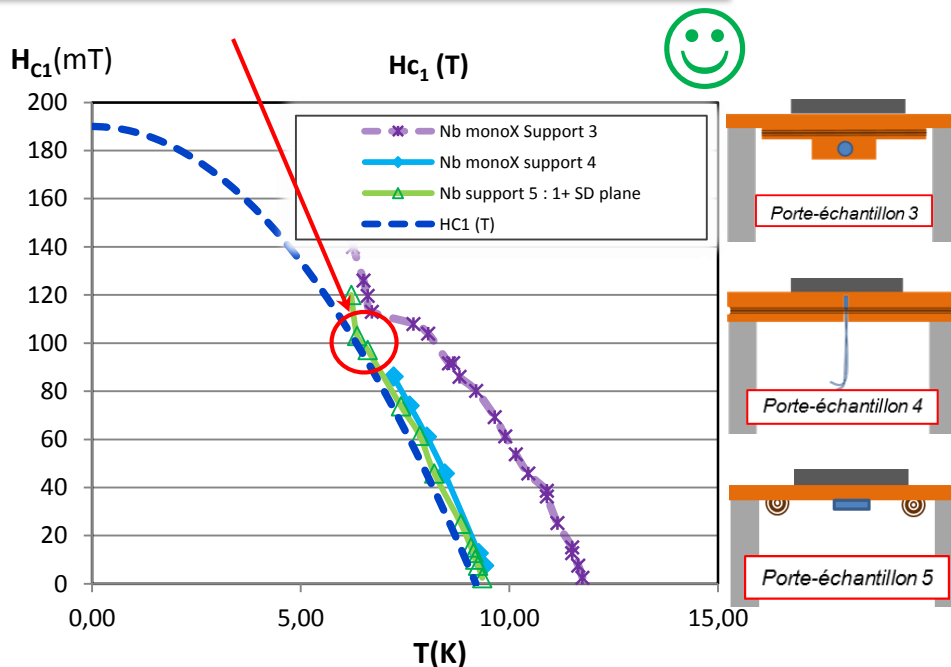 H_C1(mT)
Hc₁ (T)
200
180
160
140
120
100
80
60
40
20
0
Nb monoX Support 3
Nb monoX support 4
Nb support 5 : 1+ SD plane
HC1 (T)
0,00
5,00
10,00
15,00
T(K)
Porte-échantillon 3
Porte-échantillon 4
Porte-échantillon 5